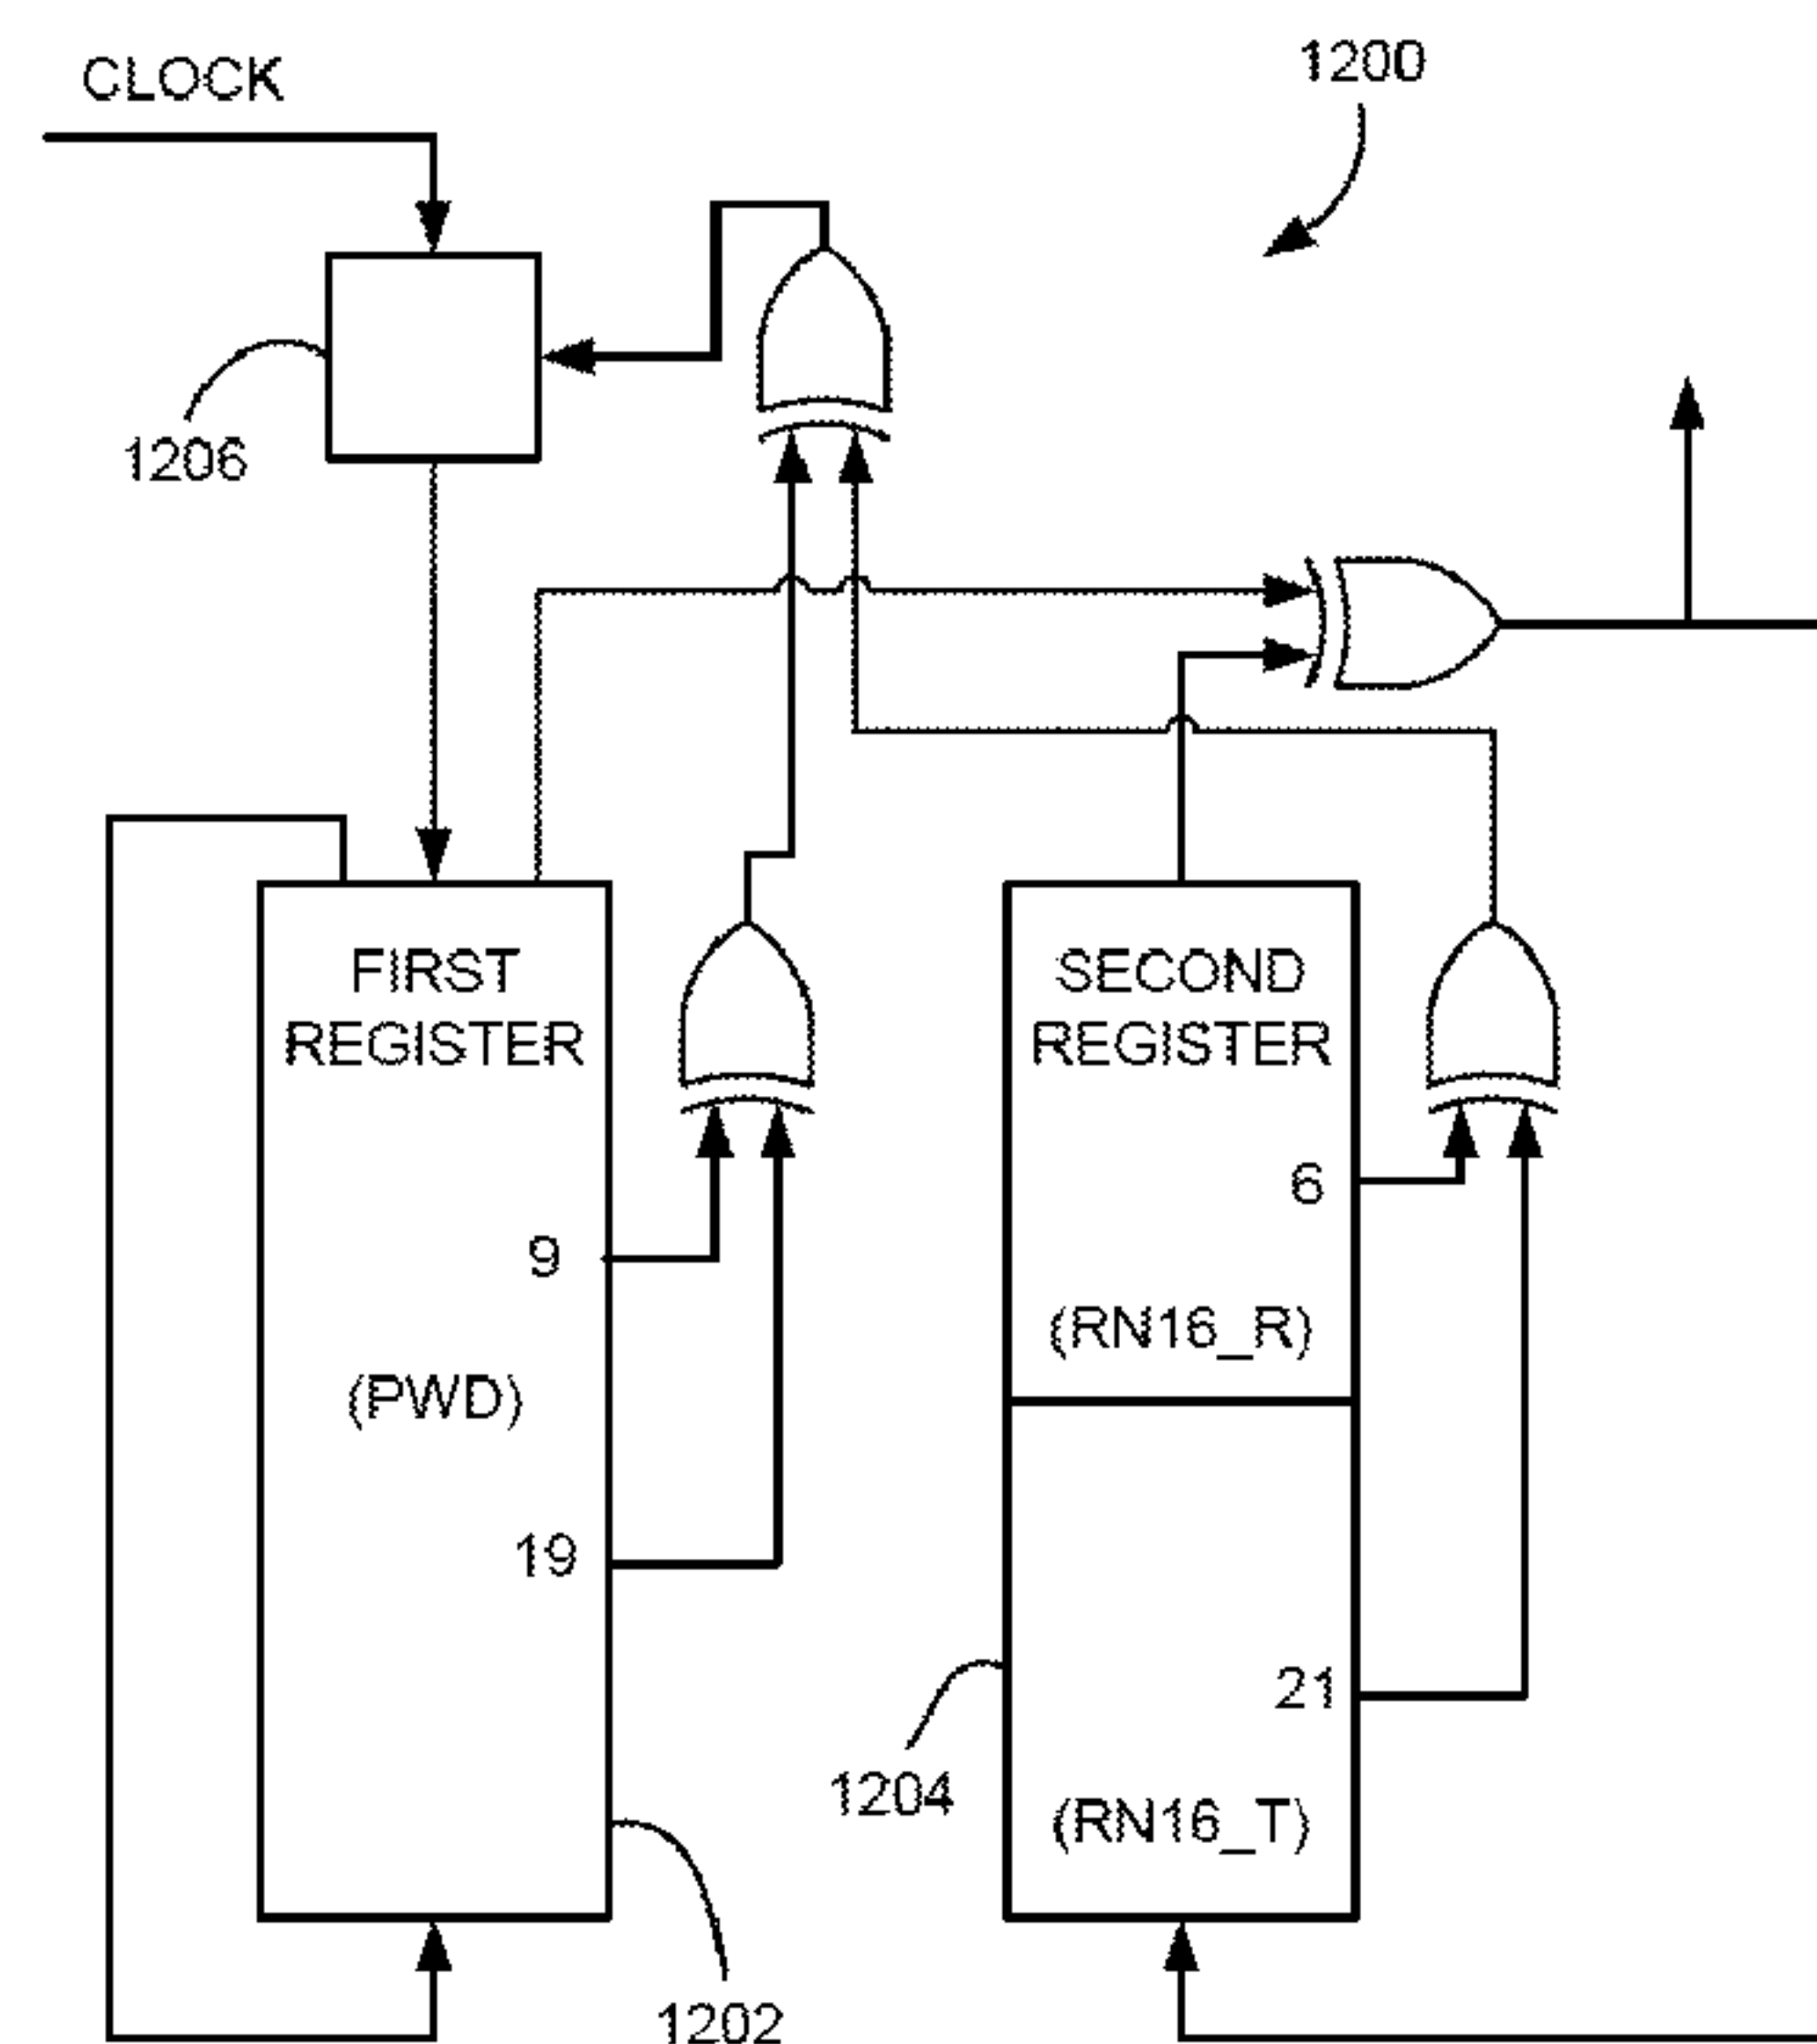 CLOCK
1200
1206
FIRST
REGISTER
SECOND
REGISTER
6
9
(RN16_R)
(PWD)
19
21
1204
(RN16_T)
1202